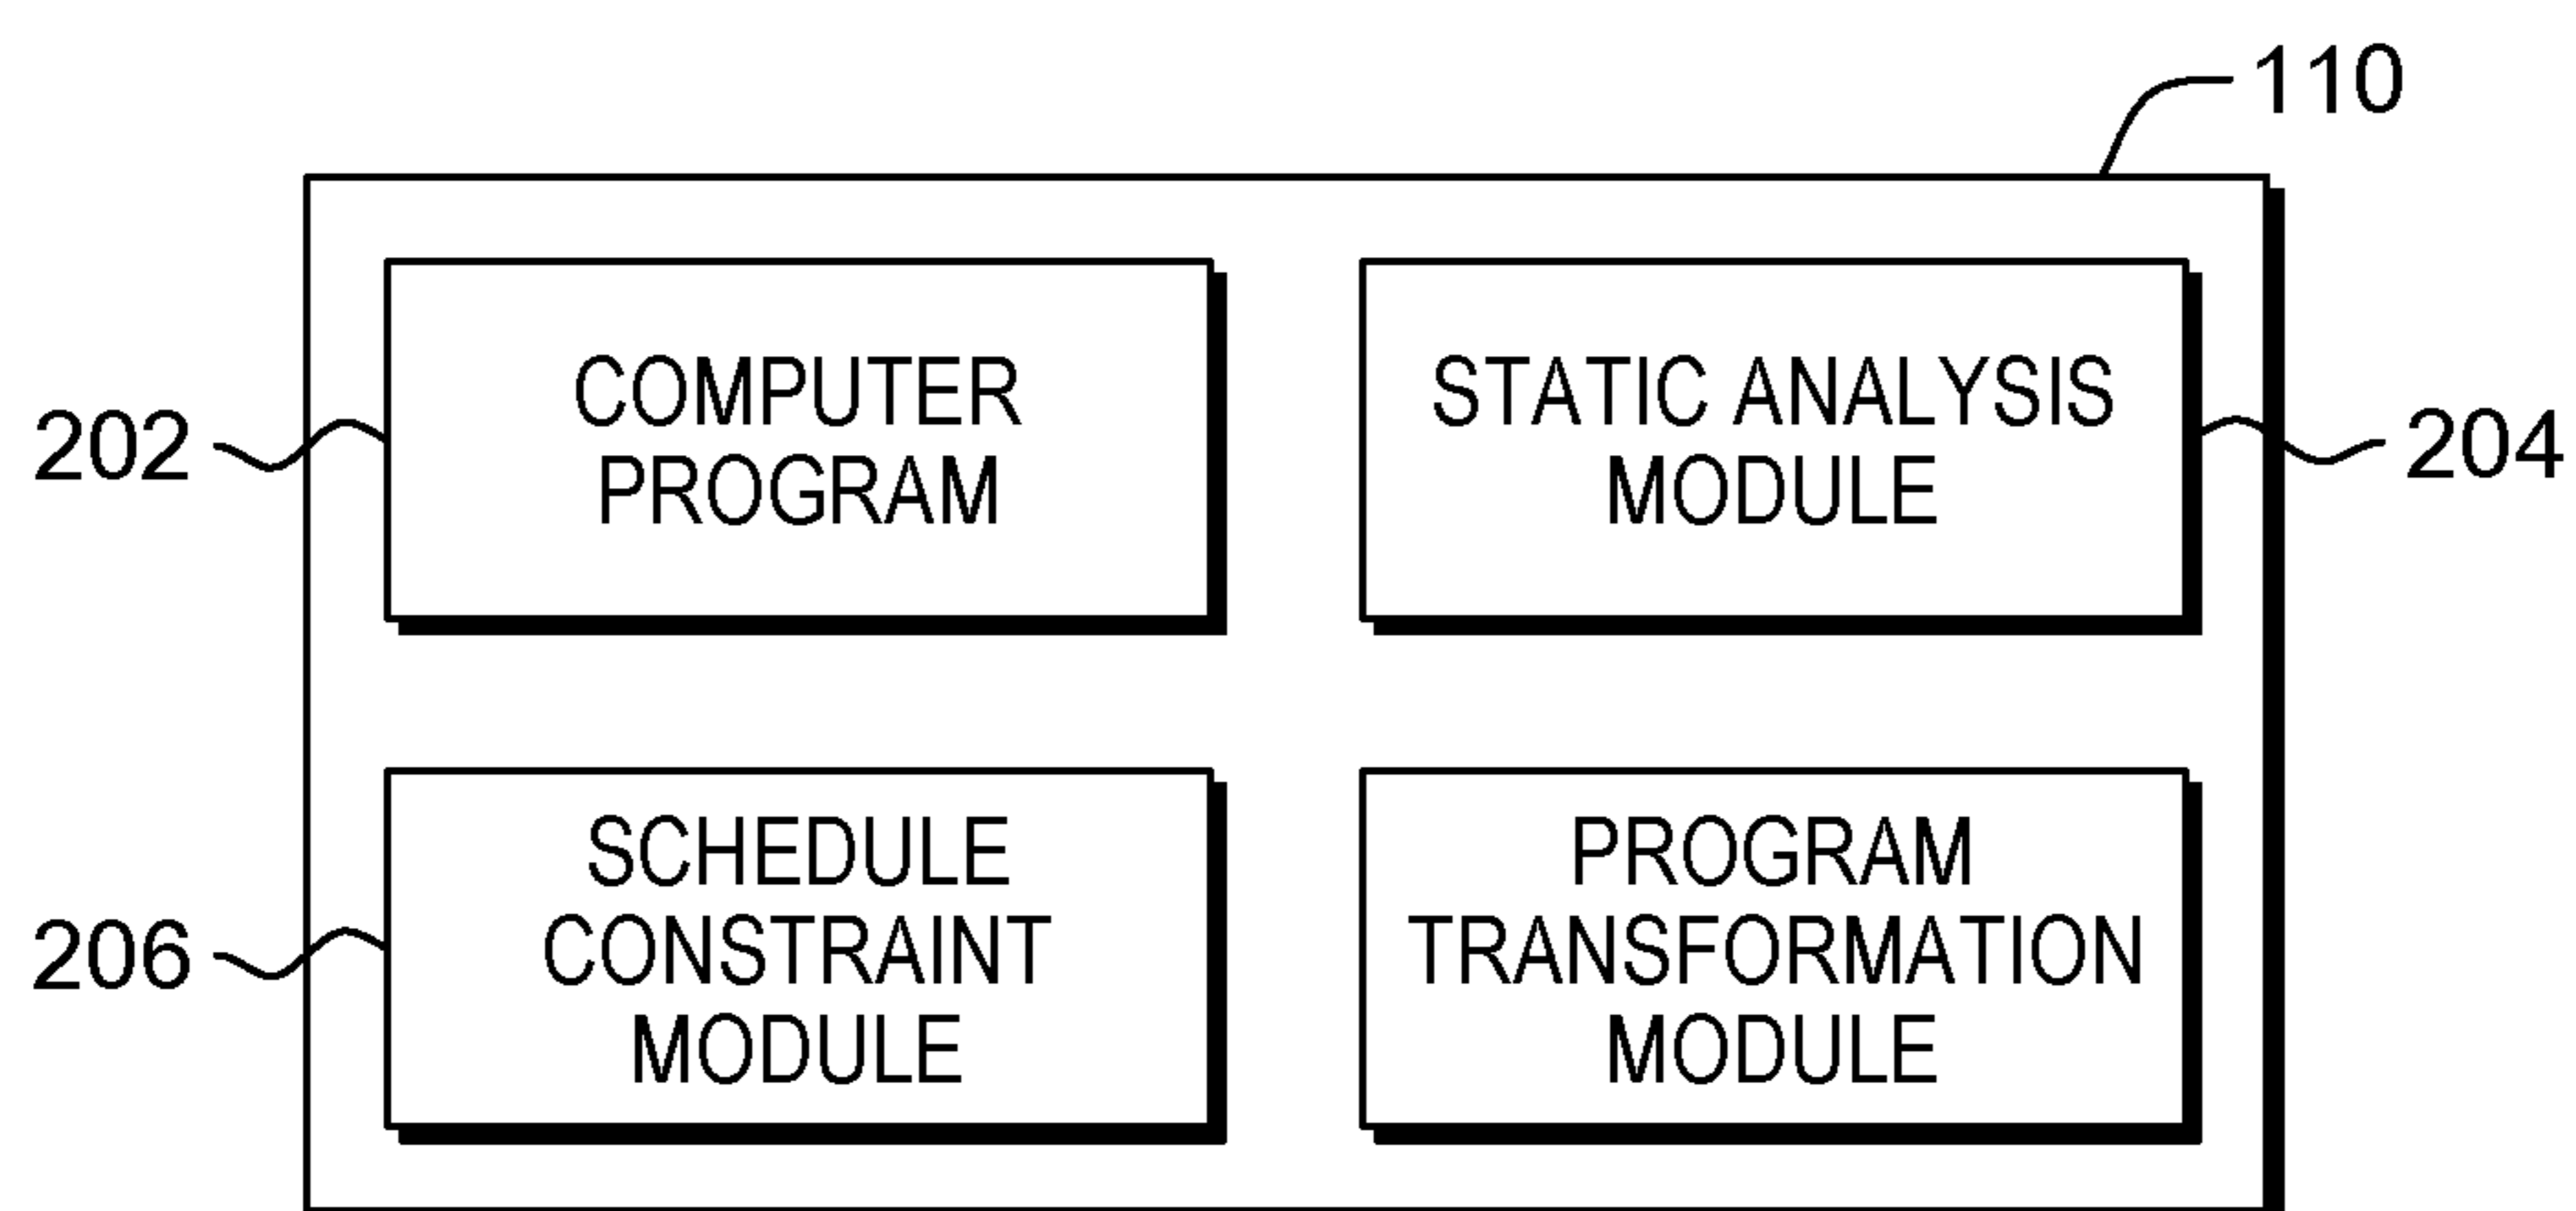 110
202
COMPUTER
PROGRAM
STATIC ANALYSIS
MODULE
204
206
SCHEDULE
CONSTRAINT
MODULE
PROGRAM
TRANSFORMATION
MODULE